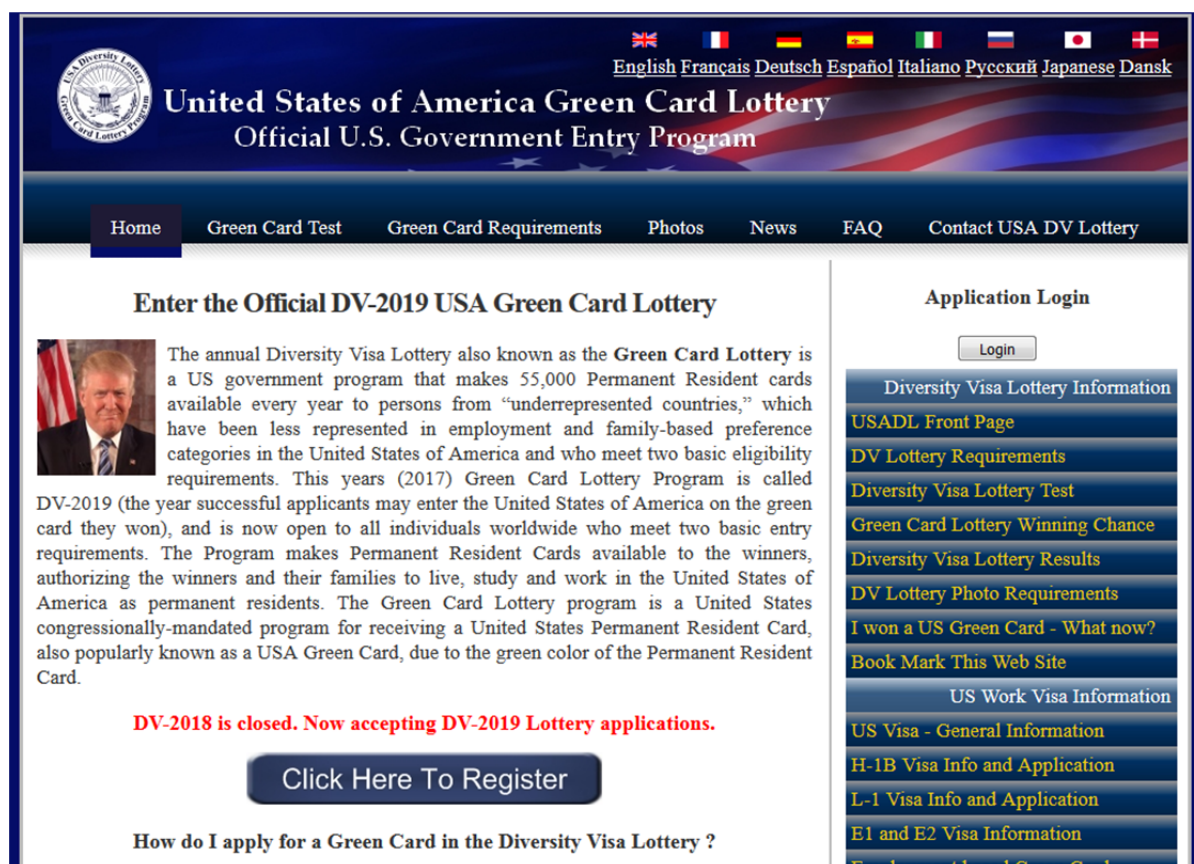 English Français Deutsch Español Italiano Русский Japanese Dansk
USA Diversity Lottery
Green Card Lottery Program
United States of America Green Card Lottery
Official U.S. Government Entry Program
Home Green Card Test Green Card Requirements Photos News FAQ Contact USA DV Lottery
Enter the Official DV-2019 USA Green Card Lottery
The annual Diversity Visa Lottery also known as the Green Card Lottery is
a US government program that makes 55,000 Permanent Resident cards
available every year to persons from “underrepresented countries,” which
have been less represented in employment and family-based preference
categories in the United States of America and who meet two basic eligibility
requirements. This years (2017) Green Card Lottery Program is called
DV-2019 (the year successful applicants may enter the United States of America on the green
card they won), and is now open to all individuals worldwide who meet two basic entry
requirements. The Program makes Permanent Resident Cards available to the winners,
authorizing the winners and their families to live, study and work in the United States of
America as permanent residents. The Green Card Lottery program is a United States
congressionally-mandated program for receiving a United States Permanent Resident Card,
also popularly known as a USA Green Card, due to the green color of the Permanent Resident
Card.
DV-2018 is closed. Now accepting DV-2019 Lottery applications.
Click Here To Register
How do I apply for a Green Card in the Diversity Visa Lottery ?
Application Login
Login
Diversity Visa Lottery Information
USADL Front Page
DV Lottery Requirements
Diversity Visa Lottery Test
Green Card Lottery Winning Chance
Diversity Visa Lottery Results
DV Lottery Photo Requirements
I won a US Green Card - What now?
Book Mark This Web Site
US Work Visa Information
US Visa - General Information
H-1B Visa Info and Application
L-1 Visa Info and Application
E1 and E2 Visa Information